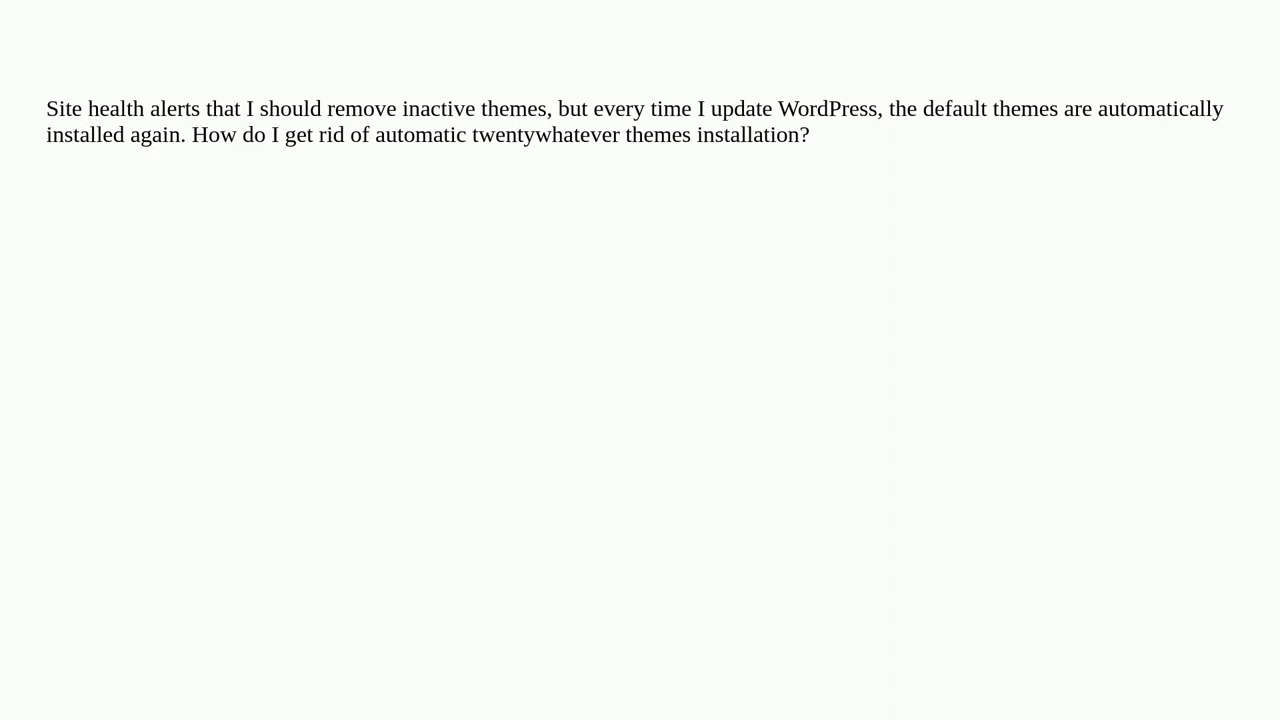 Site health alerts that I should remove inactive themes, but every time I update WordPress, the default themes are automatically
installed again. How do I get rid of automatic twentywhatever themes installation?